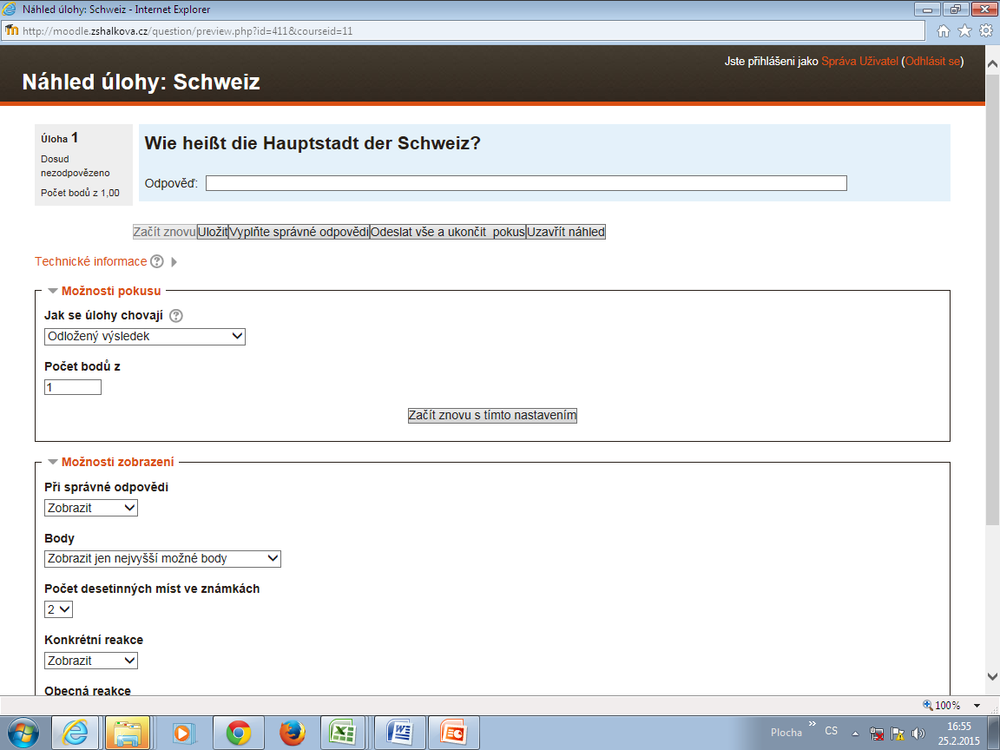 Náhled úlohy: Schweiz - Internet Explorer
http://moodle.zshalkova.cz/question/preview.php?id=411&courseid=11
Jste přihlášeni jako Správa Uživatel (Odhlásit se)
Náhled úlohy: Schweiz
Úloha 1
Dosud
nezodpovězeno
Počet bodů z 1,00
Wie heißt die Hauptstadt der Schweiz?
Odpověď:
Začít znovu Uložit Vyplňte správné odpovědi Odeslat vše a ukončit pokus Uzavřít náhled
Technické informace
Možnosti pokusu
Jak se úlohy chovají
Odložený výsledek
Počet bodů z
1
Začít znovu s tímto nastavením
Možnosti zobrazení
Při správné odpovědi
Zobrazit
Body
Zobrazit jen nejvyšší možné body
Počet desetinných míst ve známkách
2
Konkrétní reakce
Zobrazit
Obecná reakce
100%
Plocha
CS
16:55
25.2.2015